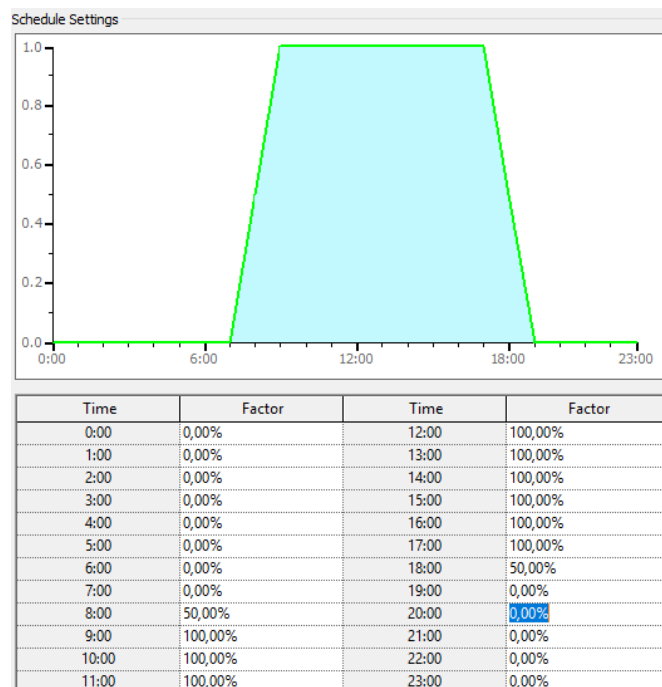 Schedule Settings
1.0
0.8
0.6
0.4
0.2
0.0
0:00 6:00 12:00 18:00 23:00
Time Factor Time Factor
0:00 0,00% 12:00 100,00%
1:00 0,00% 13:00 100,00%
2:00 0,00% 14:00 100,00%
3:00 0,00% 15:00 100,00%
4:00 0,00% 16:00 100,00%
5:00 0,00% 17:00 100,00%
6:00 0,00% 18:00 50,00%
7:00 0,00% 19:00 0,00%
8:00 50,00% 20:00 0,00%
9:00 100,00% 21:00 0,00%
10:00 100,00% 22:00 0,00%
11:00 100,00% 23:00 0,00%